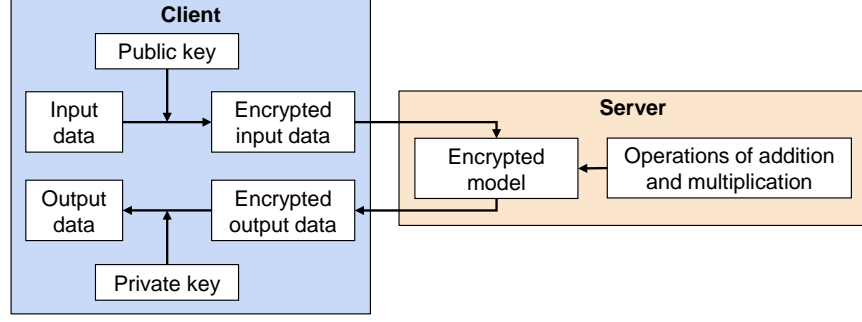 Client
Public key
Input
data
Encrypted
input data
Server
Encrypted
model
Operations of addition
and multiplication
Output
data
Encrypted
output data
Private key